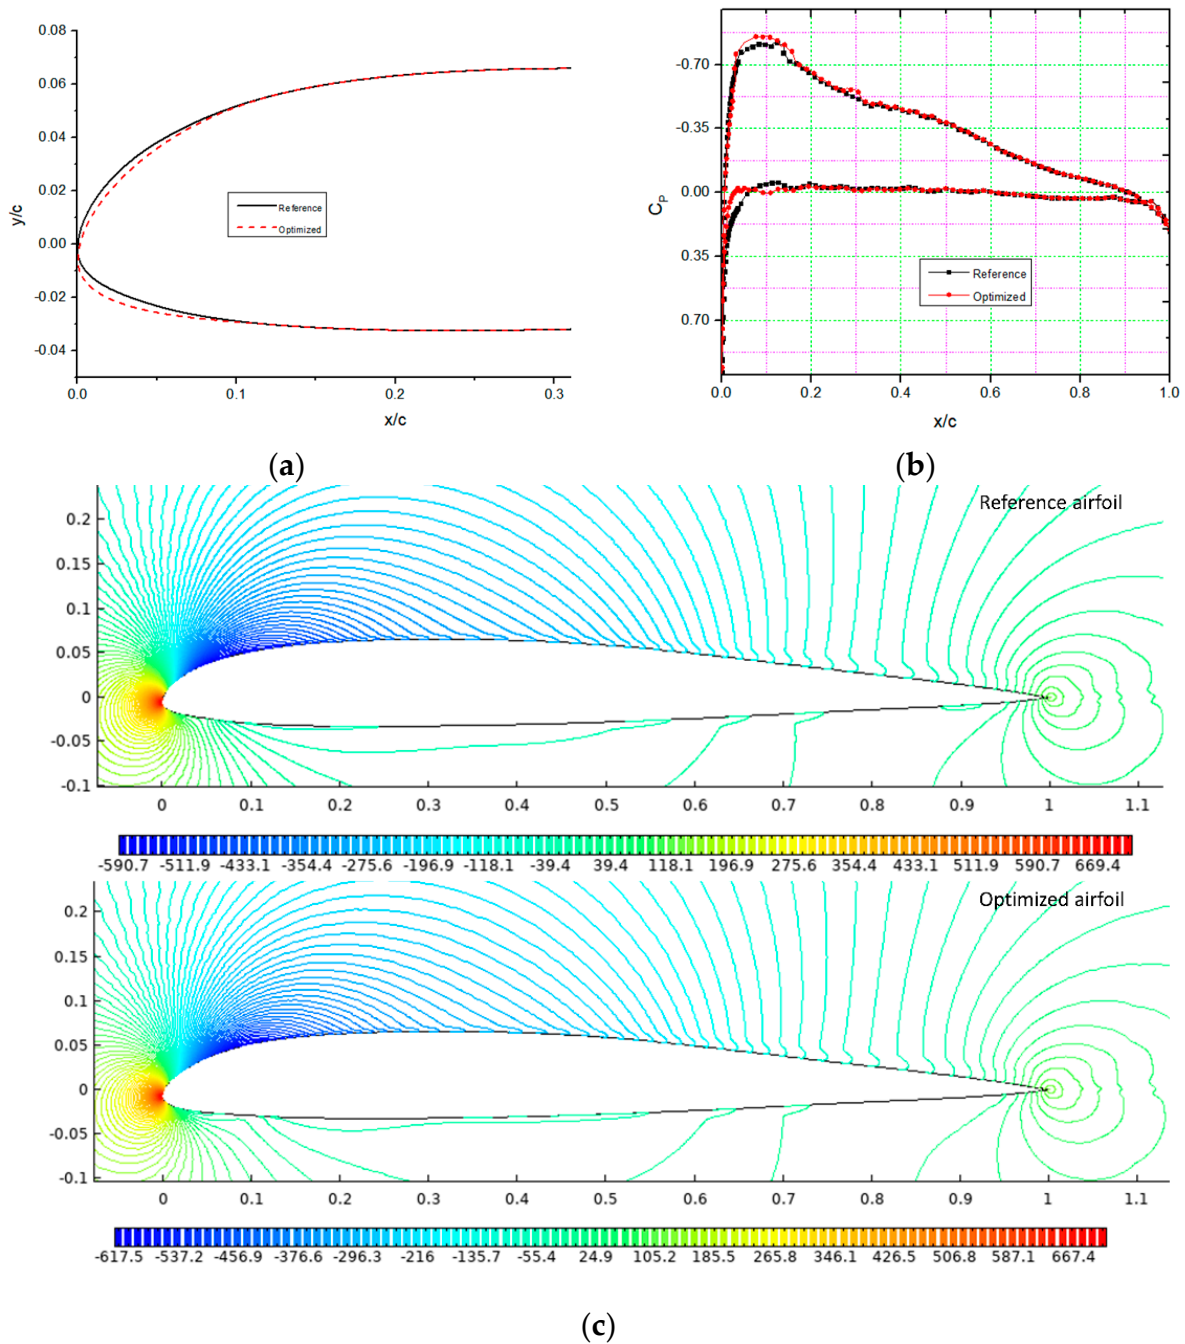 0.08
0.06
0.04
0.02
0.00
-0.02
-0.04
y/c
Reference
Optimized
0.0 0.1 0.2 0.3
x/c
(a)
-0.70
-0.35
0.00
0.35
0.70
CP
Reference
Optimized
0.0 0.2 0.4 0.6 0.8 1.0
x/c
(b)
Reference airfoil
0.2
0.15
0.1
0.05
0
-0.05
-0.1
0 0.1 0.2 0.3 0.4 0.5 0.6 0.7 0.8 0.9 1 1.1
-590.7 -511.9 -433.1 -354.4 -275.6 -196.9 -118.1 -59.4 39.4 118.1 196.9 275.6 354.4 433.1 511.9 590.7 669.4
Optimized airfoil
0.2
0.15
0.1
0.05
0
-0.05
-0.1
0 0.1 0.2 0.3 0.4 0.5 0.6 0.7 0.8 0.9 1 1.1
-617.5 -537.2 -456.9 -376.6 -296.3 -216 -135.7 -55.4 24.9 105.2 185.5 265.8 346.1 426.5 506.8 587.1 667.4
(c)